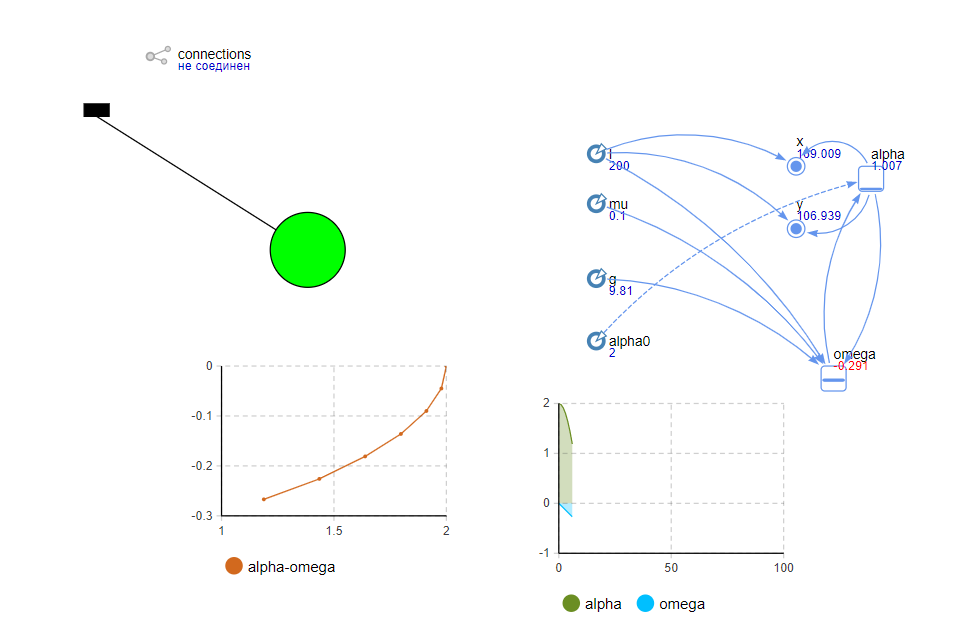 connections
не соединен
l
200
mu
0.1
g
9.81
alpha0
2
x
169.009
y
106.939
alpha
1.007
omega
-0.291
0
-0.1
-0.2
-0.3
1
1.5
2
alpha-omega
2
1
0
-1
0
50
100
alpha
omega